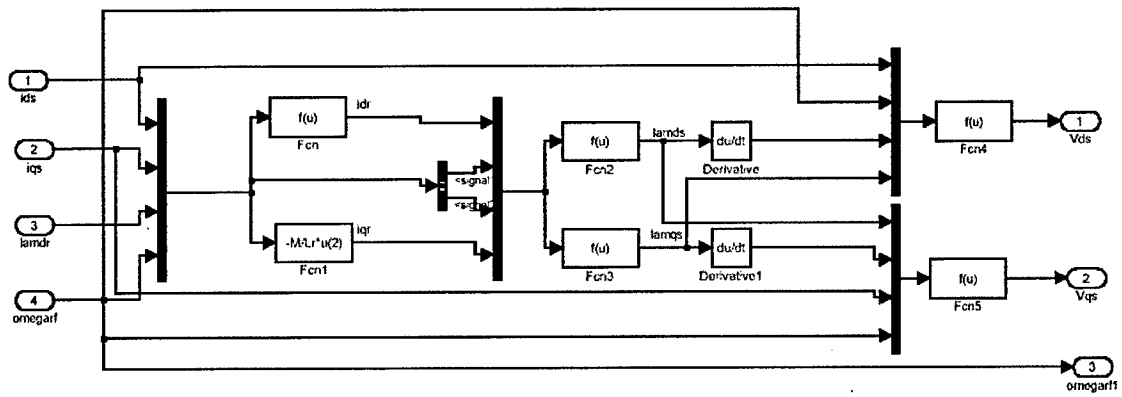 1
ids
2
iqs
3
lamdr
4
omegarf
f(u)
Fcn
idr
-M/Lr*u(2)
Fcn1
iqr
<signal1
<signal2
f(u)
Fcn2
lamds
du/dt
Derivative
f(u)
Fcn3
lamqs
du/dt
Derivative1
f(u)
Fcn4
1
Vds
f(u)
Fcn5
2
Vqs
3
omegarf1